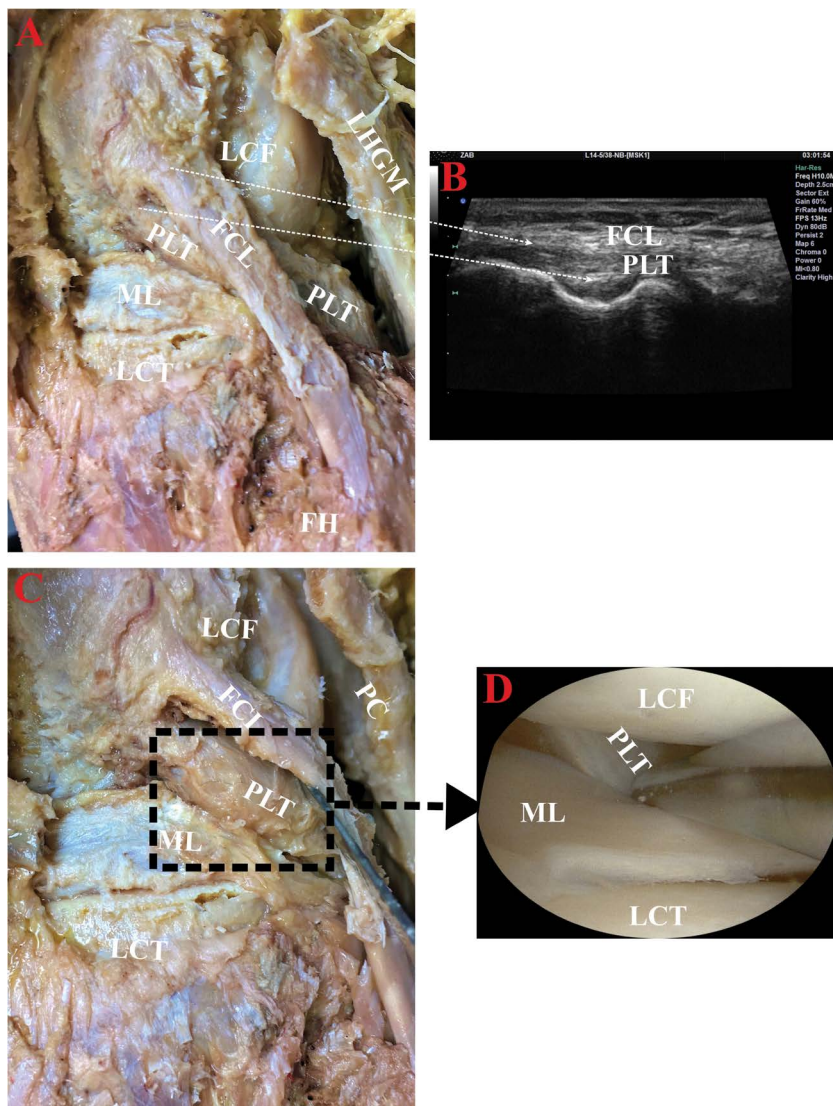 A
LCF
LHGM
FCL
PLT
PLT
ML
LCT
FH
B
ZAB
L14-5/38-NB-[MSK1]
03:01:54
FCL
PLT
Har-Res
Freq H10.0M
Depth 2.5cm
Sector Ext
Gain 60%
FrRate Med
FPS 13Hz
Dyn 80dB
Persist 2
Map 6
Chroma 0
Power 0
MI<0.80
Clarity High
C
LCF
FCL
PC
PLT
ML
LCT
D
LCF
PLT
ML
LCT